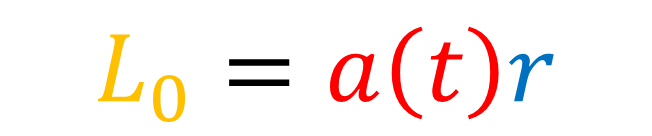 L₀ = a(t)r